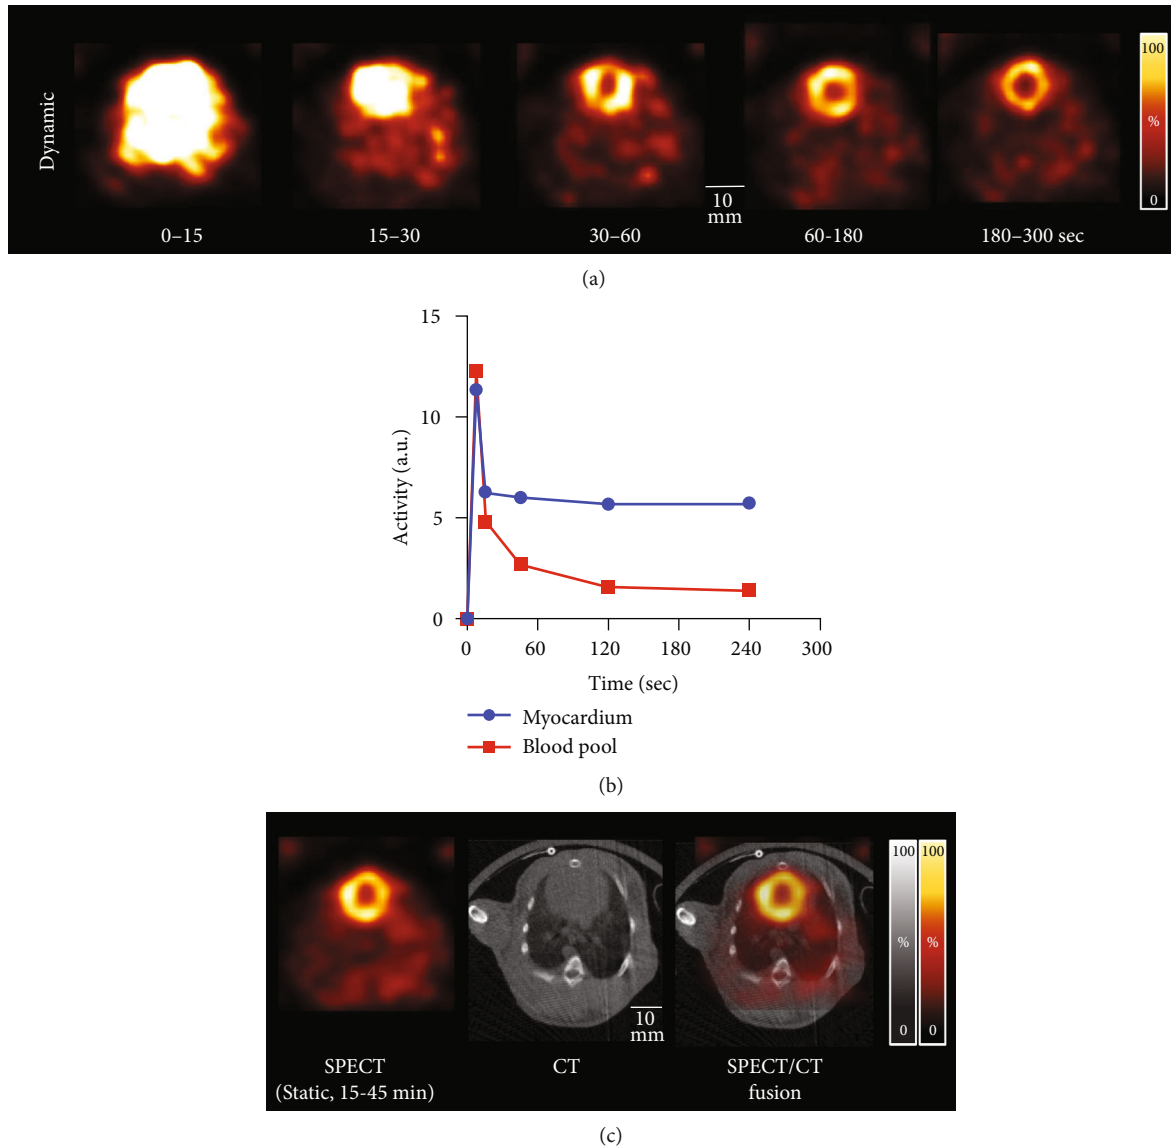 Dynamic
100
%
0
10
mm
0–15
15–30
30–60
60-180
180–300 sec
(a)
15
10
5
0
Activity (a.u.)
0
60
120
180
240
300
Time (sec)
Myocardium
Blood pool
(b)
100
100
%
%
0
0
10
mm
SPECT
(Static, 15-45 min)
CT
SPECT/CT
fusion
(c)